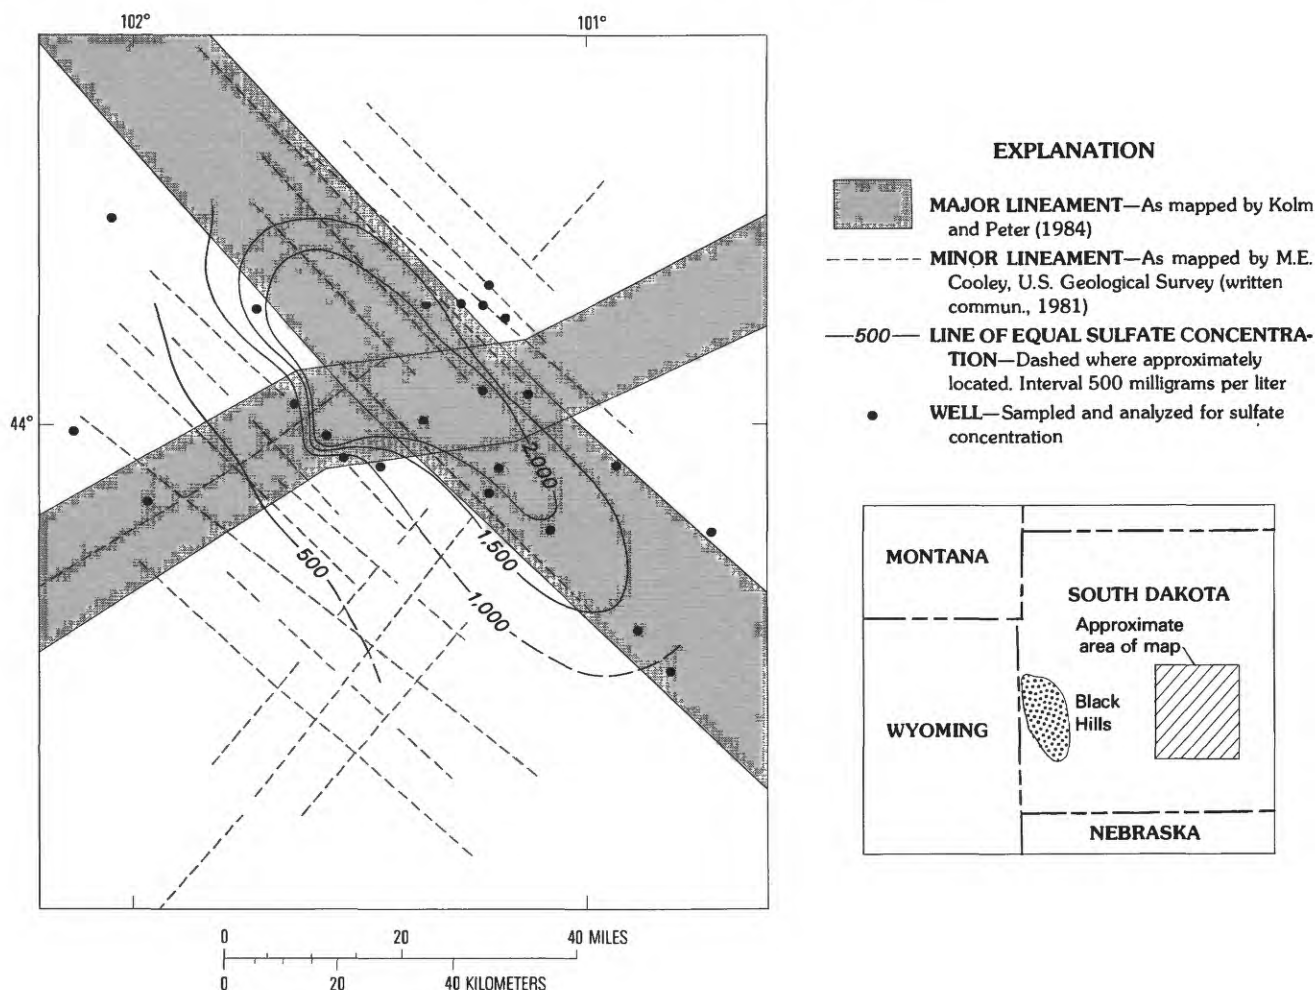 102°
101°
44°
2,000
1,500
1,000
500
0 20 40 MILES
0 20 40 KILOMETERS
EXPLANATION
MAJOR LINEAMENT—As mapped by Kolm
and Peter (1984)
MINOR LINEAMENT—As mapped by M.E.
Cooley, U.S. Geological Survey (written
commun., 1981)
—500— LINE OF EQUAL SULFATE CONCENTRA-
TION—Dashed where approximately
located. Interval 500 milligrams per liter
WELL—Sampled and analyzed for sulfate
concentration
MONTANA
SOUTH DAKOTA
Approximate
area of map
Black
Hills
WYOMING
NEBRASKA